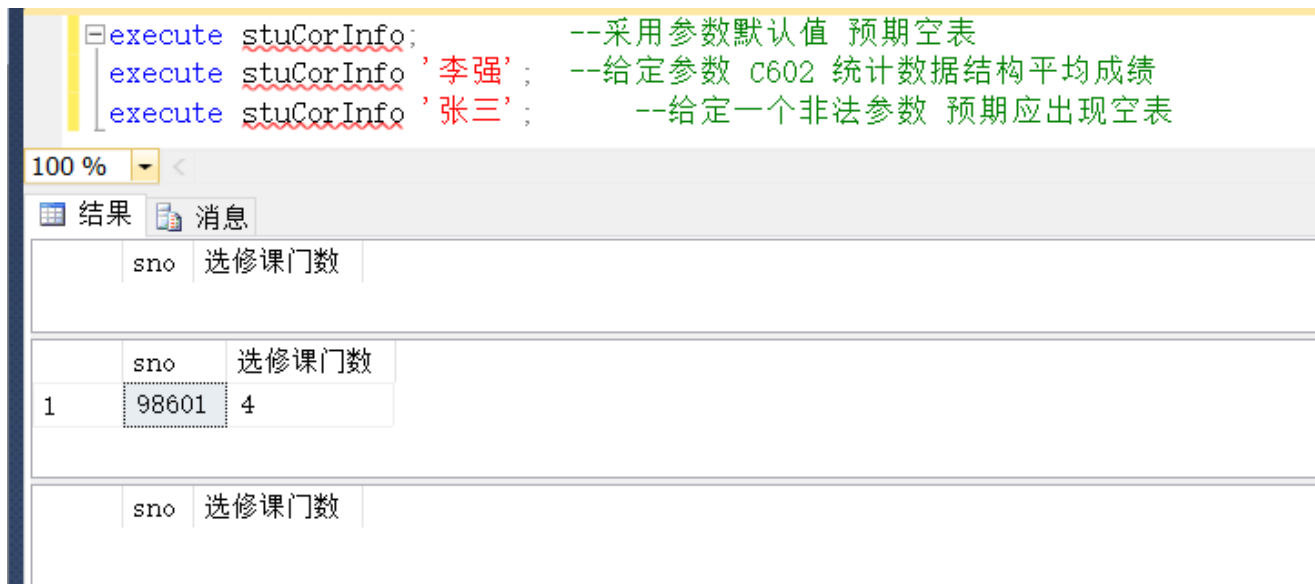 execute stuCorInfo; --采用参数默认值 预期空表
execute stuCorInfo '李强'; --给定参数 C602 统计数据结构平均成绩
execute stuCorInfo '张三'; --给定一个非法参数 预期应出现空表
100 %
结果 消息
sno 选修课门数
sno 选修课门数
1 98601 4
sno 选修课门数